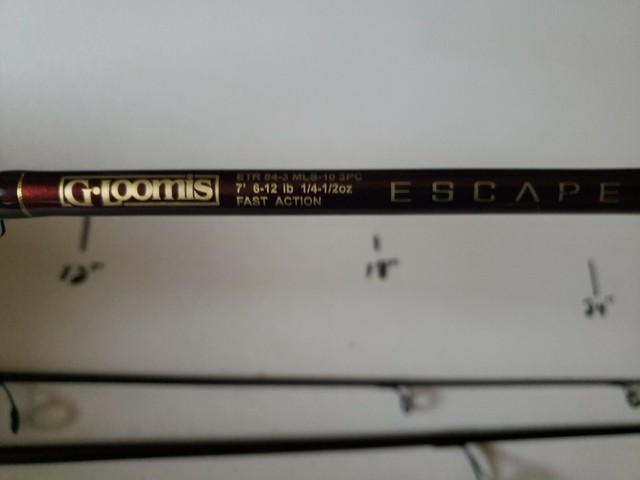 G·Loomis
ETR 84-3 MLS-10 3PC
7' 6-12 lb 1/4-1/2oz
FAST ACTION
ESCAPE
12"
18"
24"